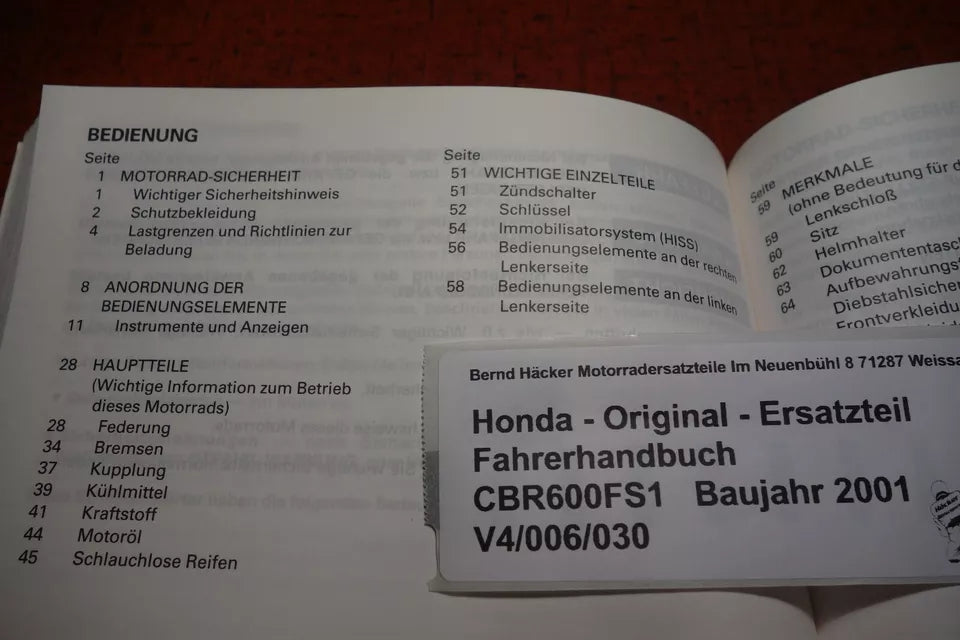 BEDIENUNG
Seite
1 MOTORRAD-SICHERHEIT
1 Wichtiger Sicherheitshinweis
2 Schutzbekleidung
4 Lastgrenzen und Richtlinien zur
Beladung
8 ANORDNUNG DER
BEDIENUNGSELEMENTE
11 Instrumente und Anzeigen
28 HAUPTTEILE
(Wichtige Information zum Betrieb
dieses Motorrads)
28 Federung
34 Bremsen
37 Kupplung
39 Kühlmittel
41 Kraftstoff
44 Motoröl
45 Schlauchlose Reifen
Seite
51 WICHTIGE EINZELTEILE
51 Zündschalter
52 Schlüssel
54 Immobilisatorsystem (HISS)
56 Bedienungselemente an der rechten
Lenkerseite
58 Bedienungselemente an der linken
Lenkerseite
Seite
59 MERKMALE
(ohne Bedeutung für d
59 Lenkschloß
60 Sitz
62 Helmhalter
63 Dokumententasch
64 Aufbewahrungsf
Diebstahlsicher
Frontverkleidu
Bernd Häcker Motorradersatzteile Im Neuenbühl 8 71287 Weissa
Honda - Original - Ersatzteil
Fahrerhandbuch
CBR600FS1 Baujahr 2001
V4/006/030